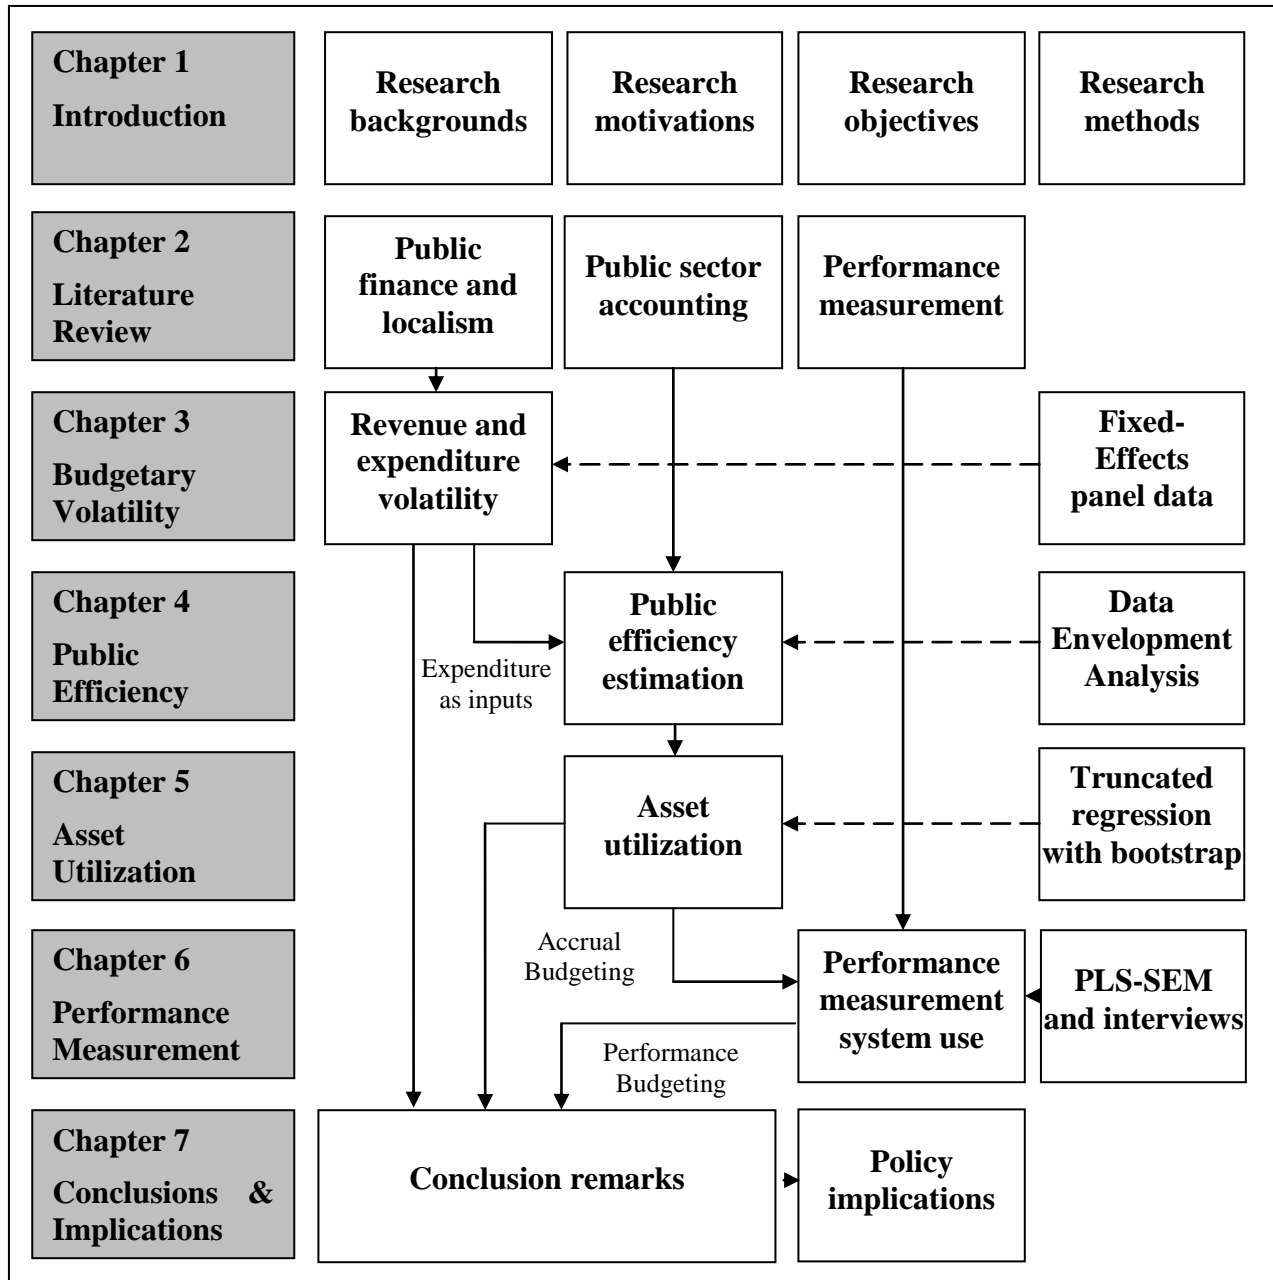 Chapter 1
Introduction
Research
backgrounds
Research
motivations
Research
objectives
Research
methods
Chapter 2
Literature
Review
Public
finance and
localism
Public sector
accounting
Performance
measurement
Chapter 3
Budgetary
Volatility
Revenue and
expenditure
volatility
Fixed-
Effects
panel data
Chapter 4
Public
Efficiency
Expenditure
as inputs
Public
efficiency
estimation
Data
Envelopment
Analysis
Chapter 5
Asset
Utilization
Asset
utilization
Truncated
regression
with bootstrap
Chapter 6
Performance
Measurement
Accrual
Budgeting
Performance
measurement
system use
PLS-SEM
and interviews
Performance
Budgeting
Chapter 7
Conclusions &
Implications
Conclusion remarks
Policy
implications